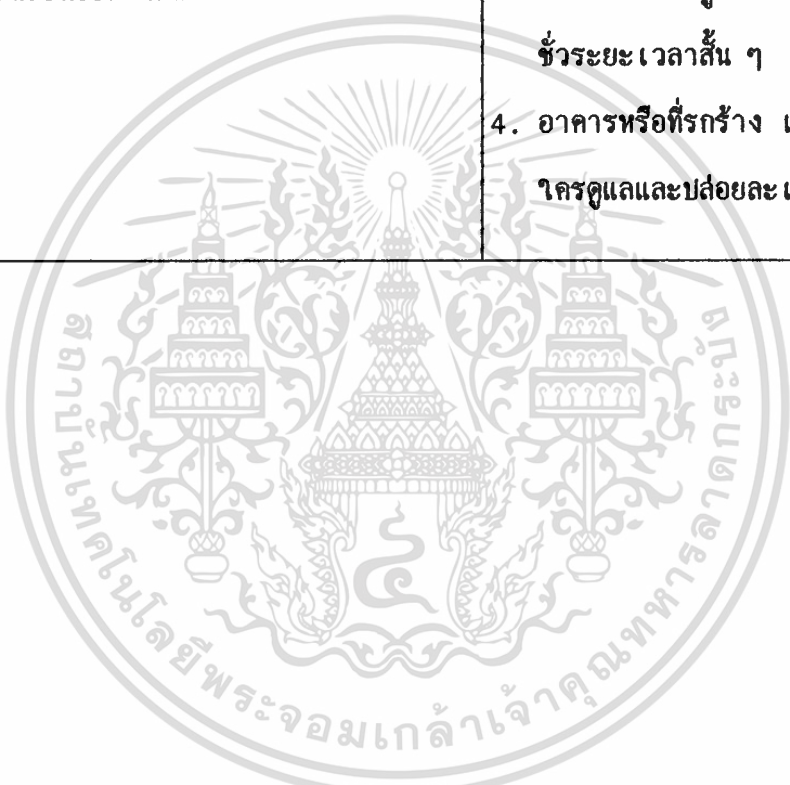 ชั่วระยะเวลาสั้น ๆ
4. อาคารหรือที่รกร้าง
ใครดูแลและปล่อยละ
สถาบันเทคโนโลยีพระจอมเกล้าเจ้าคุณทหารลาดกระบัง